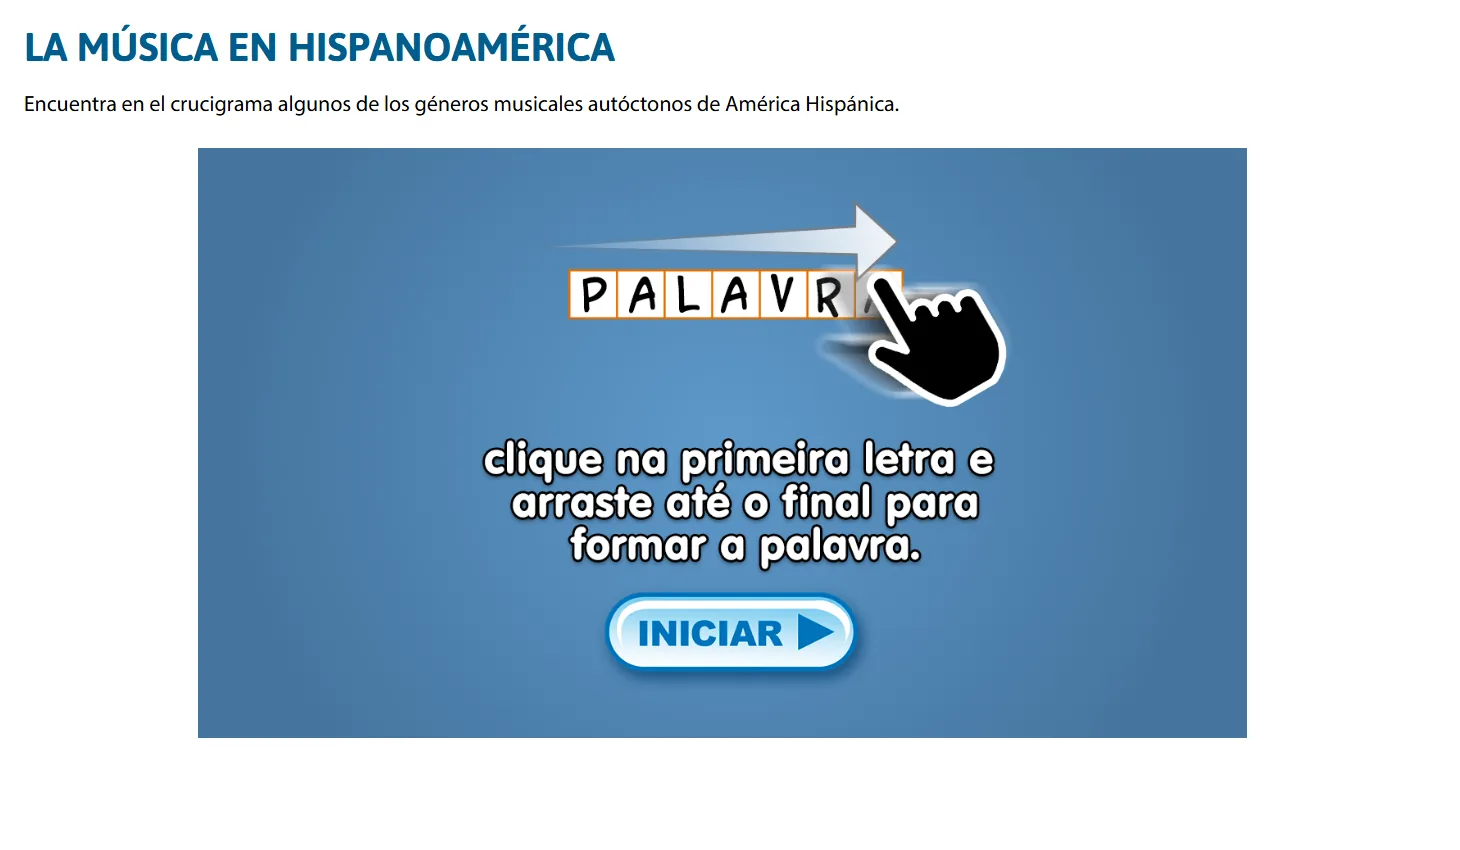 LA MÚSICA EN HISPANOAMÉRICA
Encuentra en el crucigrama algunos de los géneros musicales autóctonos de América Hispánica.
PALAVRA
clique na primeira letra e
arraste até o final para
formar a palavra.
INICIAR